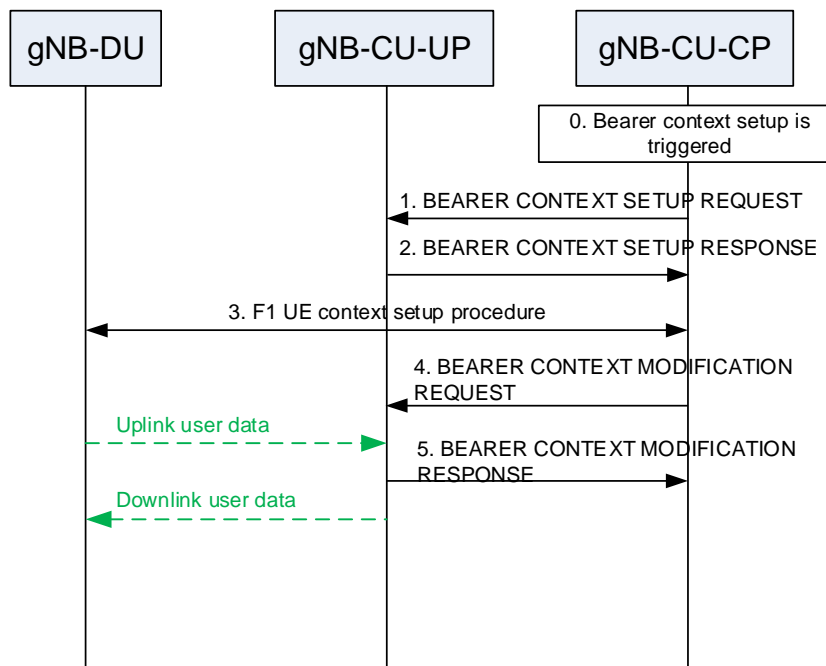 gNB-DU
gNB-CU-UP
gNB-CU-CP
0. Bearer context setup is
triggered
1. BEARER CONTEXT SETUP REQUEST
2. BEARER CONTEXT SETUP RESPONSE
3. F1 UE context setup procedure
4. BEARER CONTEXT MODIFICATION
REQUEST
Uplink user data
5. BEARER CONTEXT MODIFICATION
RESPONSE
Downlink user data